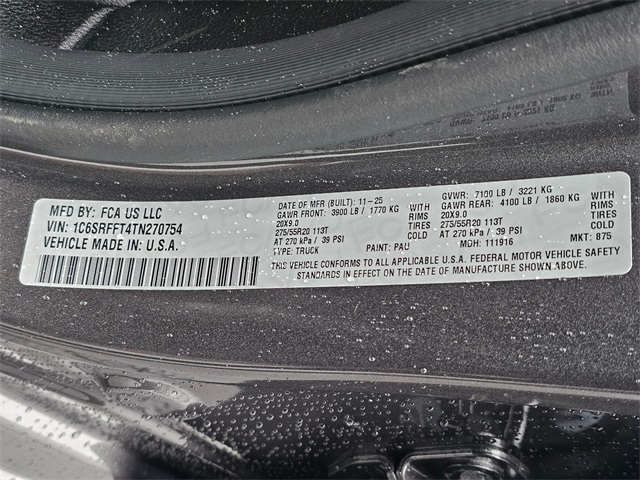 MFD BY: FCA US LLC
VIN: 1C6SRFFT4TN270754
VEHICLE MADE IN: U.S.A.
DATE OF MFR (BUILT): 11-25
GAWR FRONT: 3900 LB / 1770 KG WITH
20X9.0 RIMS
275/55R20 113T TIRES
AT 270 kPa / 39 PSI COLD
TYPE: TRUCK PAINT: PAU
GVWR: 7100 LB / 3221 KG
GAWR REAR: 4100 LB / 1860 KG WITH
20X9.0 RIMS
275/55R20 113T TIRES
AT 270 kPa / 39 PSI COLD
MDH: 111916 MKT: 875
THIS VEHICLE CONFORMS TO ALL APPLICABLE U.S.A. FEDERAL MOTOR VEHICLE SAFETY
STANDARDS IN EFFECT ON THE DATE OF MANUFACTURE SHOWN ABOVE.